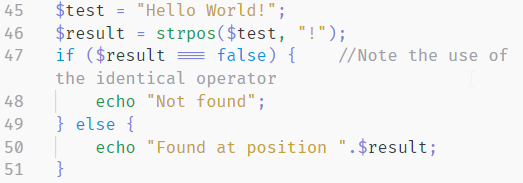 45 $test = "Hello World!";
46 $result = strpos($test, "!");
47 if ($result === false) { //Note the use of
the identical operator
48 echo "Not found";
49 } else {
50 echo "Found at position ".$result;
51 }